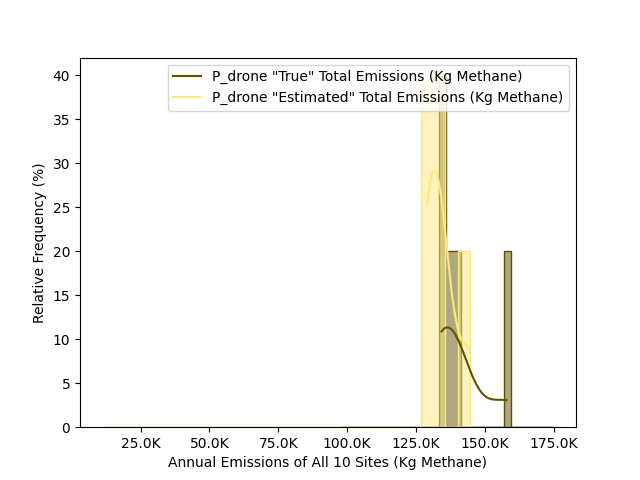 P_drone "True" Total Emissions (Kg Methane)
P_drone "Estimated" Total Emissions (Kg Methane)
40
35
30
25
20
15
10
5
0
Relative Frequency (%)
25.0K 50.0K 75.0K 100.0K 125.0K 150.0K 175.0K
Annual Emissions of All 10 Sites (Kg Methane)